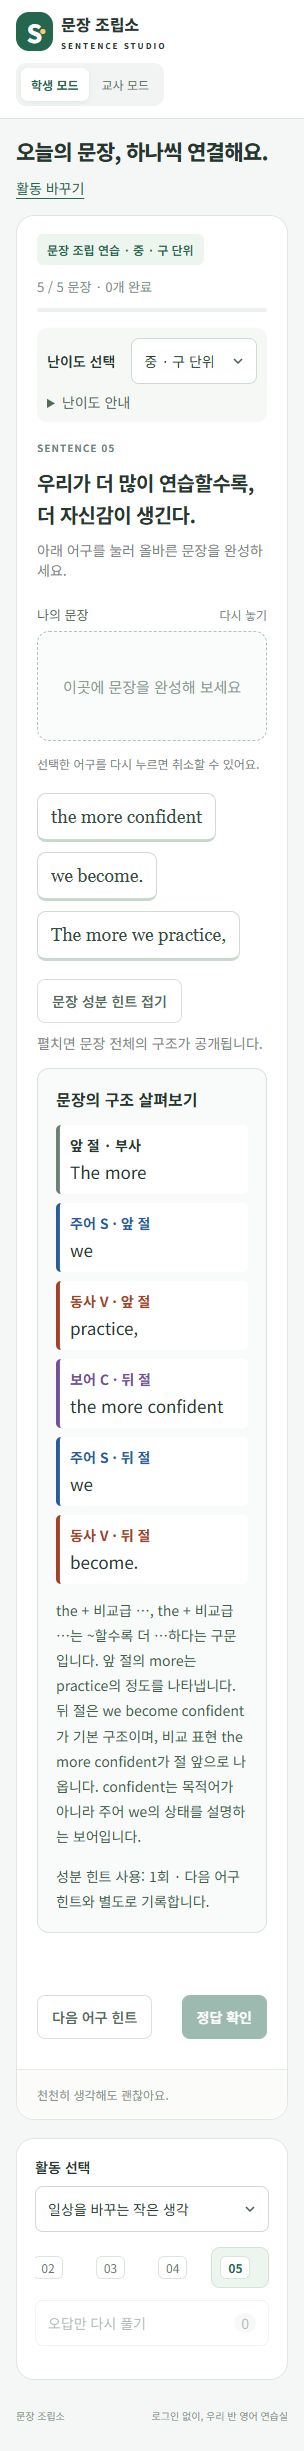 S
문장 조립소
SENTENCE STUDIO
학생 모드
교사 모드
오늘의 문장, 하나씩 연결해요.
활동 바꾸기
문장 조립 연습 · 중 · 구 단위
5 / 5 문장 · 0개 완료
난이도 선택
중 · 구 단위
▶ 난이도 안내
SENTENCE 05
우리가 더 많이 연습할수록,
더 자신감이 생긴다.
아래 어구를 눌러 올바른 문장을 완성하
세요.
나의 문장
다시 놓기
이곳에 문장을 완성해 보세요
선택한 어구를 다시 누르면 취소할 수 있어요.
the more confident
we become.
The more we practice,
문장 성분 힌트 접기
펼치면 문장 전체의 구조가 공개됩니다.
문장의 구조 살펴보기
앞 절 · 부사
The more
주어 S · 앞 절
we
동사 V · 앞 절
practice,
보어 C · 뒤 절
the more confident
주어 S · 뒤 절
we
동사 V · 뒤 절
become.
the + 비교급 …, the + 비교급
…는 ~할수록 더 …하다는 구문
입니다. 앞 절의 more는
practice의 정도를 나타냅니다.
뒤 절은 we become confident
가 기본 구조이며, 비교 표현 the
more confident가 절 앞으로 나
옵니다. confident는 목적어가
아니라 주어 we의 상태를 설명하
는 보어입니다.
성분 힌트 사용: 1회 · 다음 어구
힌트와 별도로 기록합니다.
다음 어구 힌트
정답 확인
천천히 생각해도 괜찮아요.
활동 선택
일상을 바꾸는 작은 생각
02
03
04
05
오답만 다시 풀기
0
문장 조립소
로그인 없이, 우리 반 영어 연습실